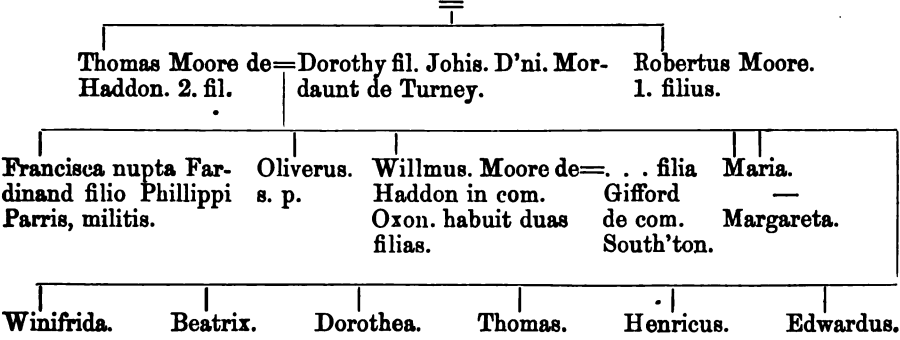 Thomas Moore de=Dorothy fil. Johis. D'ni. Mor-
Haddon. 2. fil. daunt de Turney.
Robertus Moore.
1. filius.
Francisca nupta Far-
dinand filio Phillippi
Parris, militis.
Oliverus.
s. p.
Willmus. Moore de=. . . filia
Haddon in com. Gifford
Oxon. habuit duas de com.
filias. South'ton.
Maria.
—
Margareta.
Winifrida. Beatrix. Dorothea. Thomas. Henricus. Edwardus.